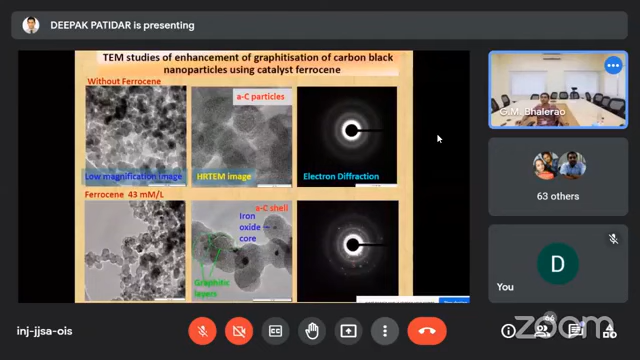 DEEPAK PATIDAR is presenting
TEM studies of enhancement of graphitisation of carbon black
nanoparticles using catalyst ferrocene
Without Ferrocene
a-C particles
Low magnification image
HRTEM image
Electron Diffraction
Ferrocene 43 mM/L
a-C shell
Iron
oxide
core
Graphitic
layers
G.M. Bhalerao
63 others
D
You
inj-jjsa-ois
CC
66
zoom